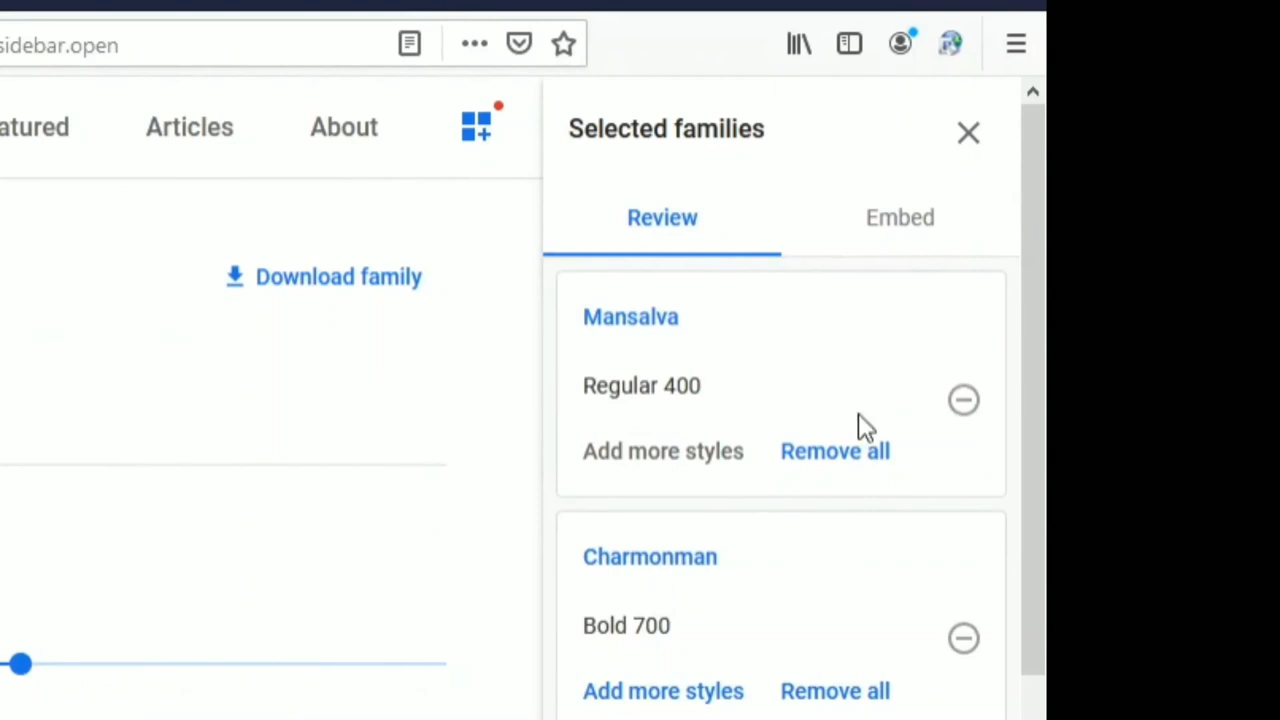 sidebar.open
atured Articles About
Selected families
Review Embed
Download family
Mansalva
Regular 400
Add more styles Remove all
Charmonman
Bold 700
Add more styles Remove all